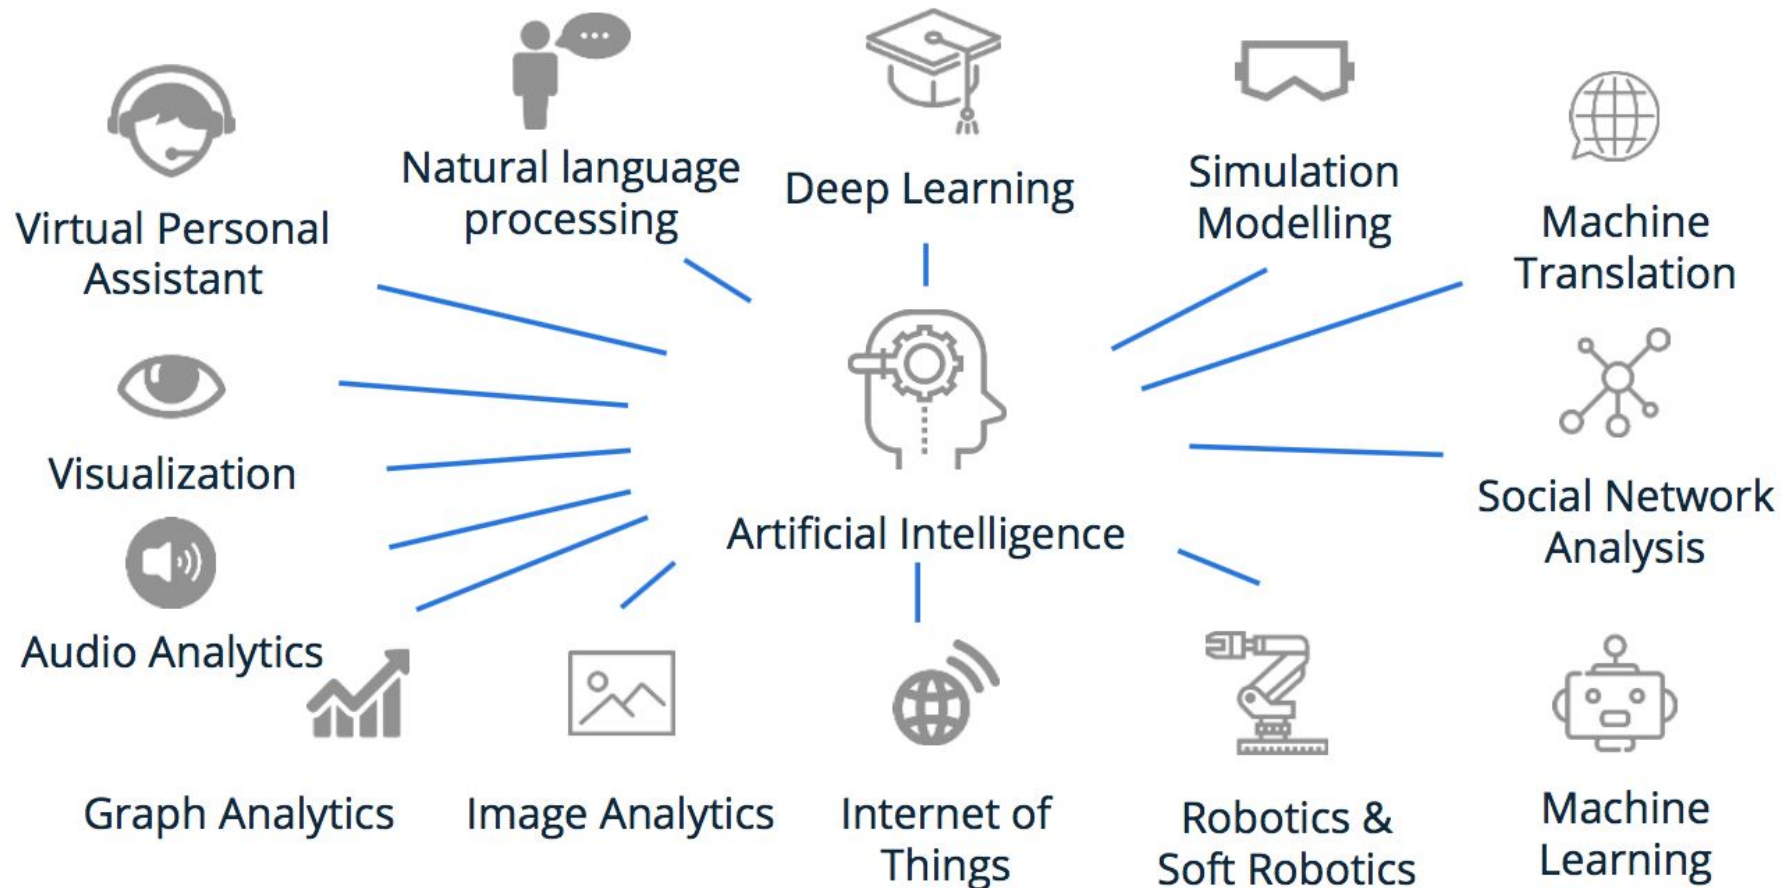 Natural language
processing
Deep Learning
Simulation
Modelling
Machine
Translation
Virtual Personal
Assistant
Visualization
Social Network
Analysis
Artificial Intelligence
Audio Analytics
Graph Analytics
Image Analytics
Internet of
Things
Robotics &
Soft Robotics
Machine
Learning